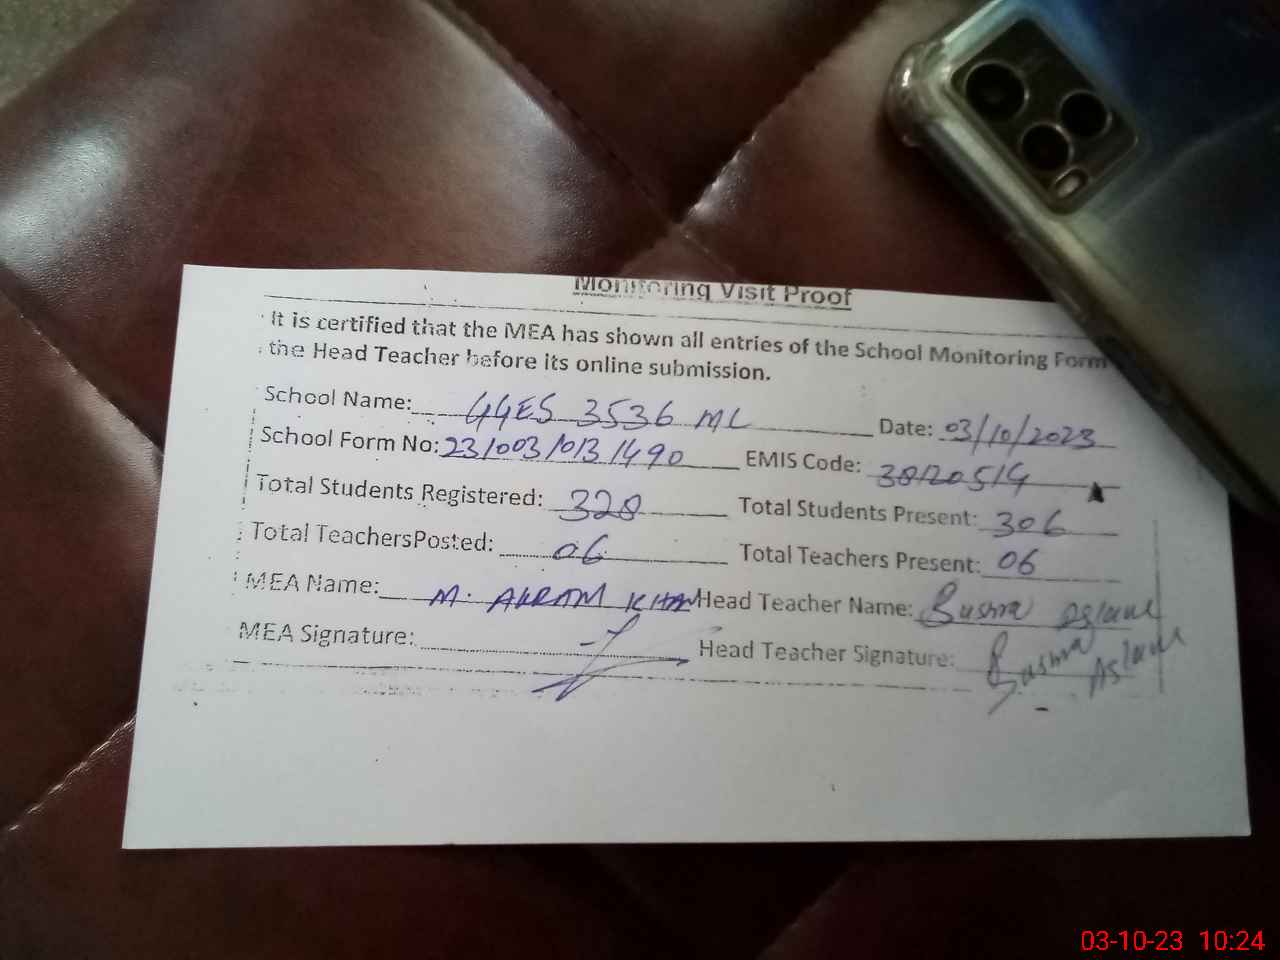 Monitoring Visit Proof
It is certified that the MEA has shown all entries of the School Monitoring Form
the Head Teacher before its online submission.
School Name: GGES 3536 ML Date: 03/10/2023
School Form No: 23/003/013/490 EMIS Code: 38120514
Total Students Registered: 328 Total Students Present: 306
Total TeachersPosted: 06 Total Teachers Present: 06
MEA Name: M. AKRAM KHAN Head Teacher Name: Bushra
MEA Signature: Head Teacher Signature:
03-10-23 10:24